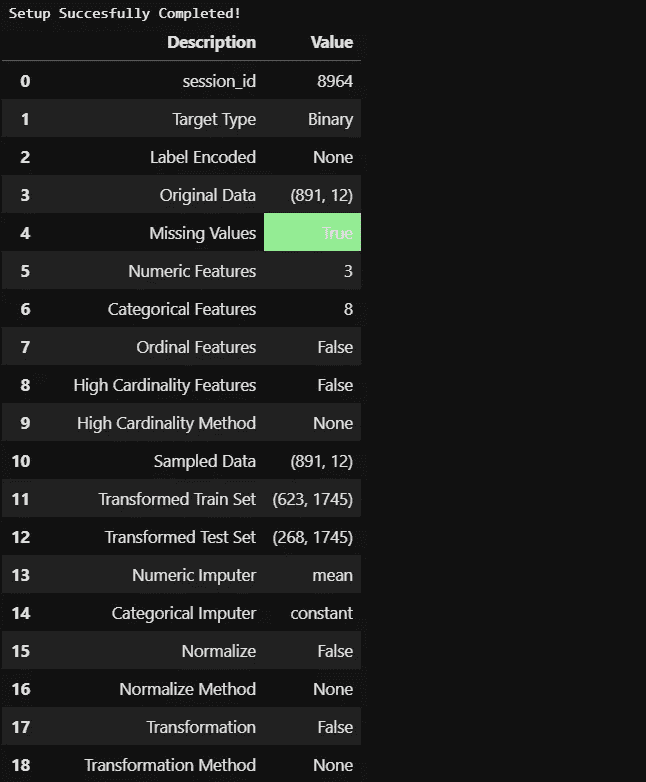 Setup Succesfully Completed!
Description Value
0 session_id 8964
1 Target Type Binary
2 Label Encoded None
3 Original Data (891, 12)
4 Missing Values True
5 Numeric Features 3
6 Categorical Features 8
7 Ordinal Features False
8 High Cardinality Features False
9 High Cardinality Method None
10 Sampled Data (891, 12)
11 Transformed Train Set (623, 1745)
12 Transformed Test Set (268, 1745)
13 Numeric Imputer mean
14 Categorical Imputer constant
15 Normalize False
16 Normalize Method None
17 Transformation False
18 Transformation Method None